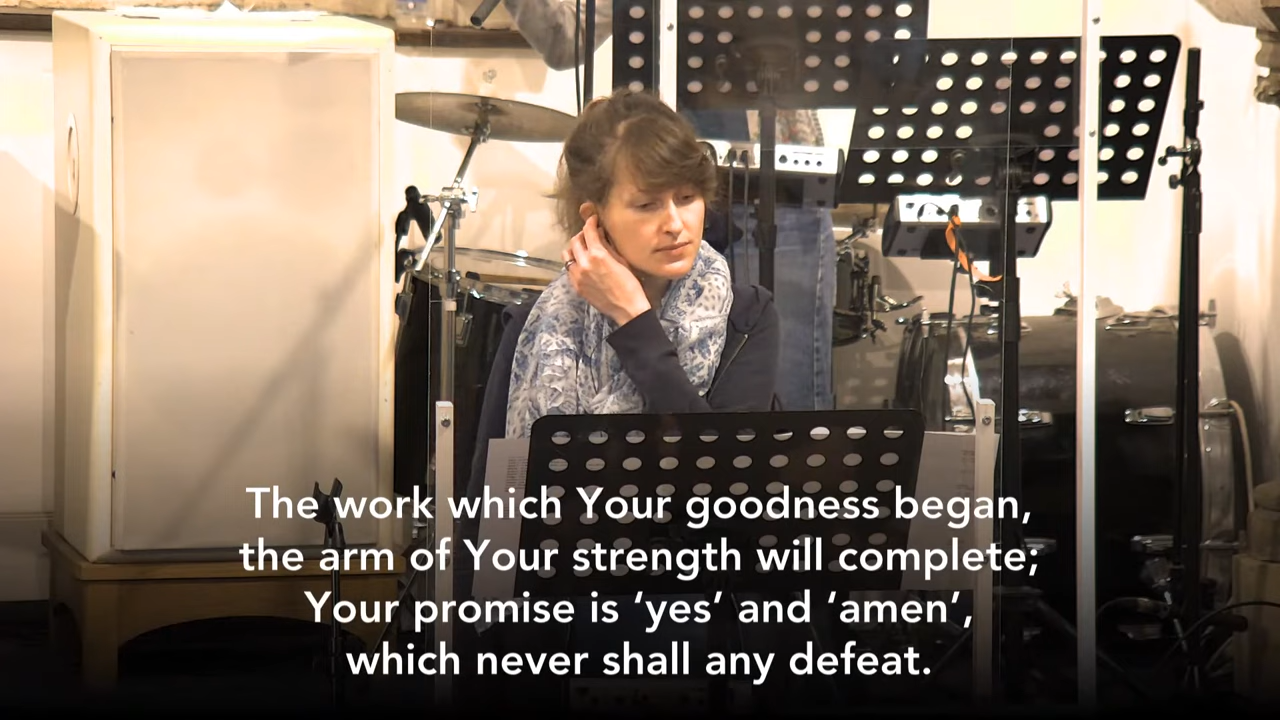 The work which Your goodness began,
the arm of Your strength will complete;
Your promise is ‘yes’ and ‘amen’,
which never shall any defeat.